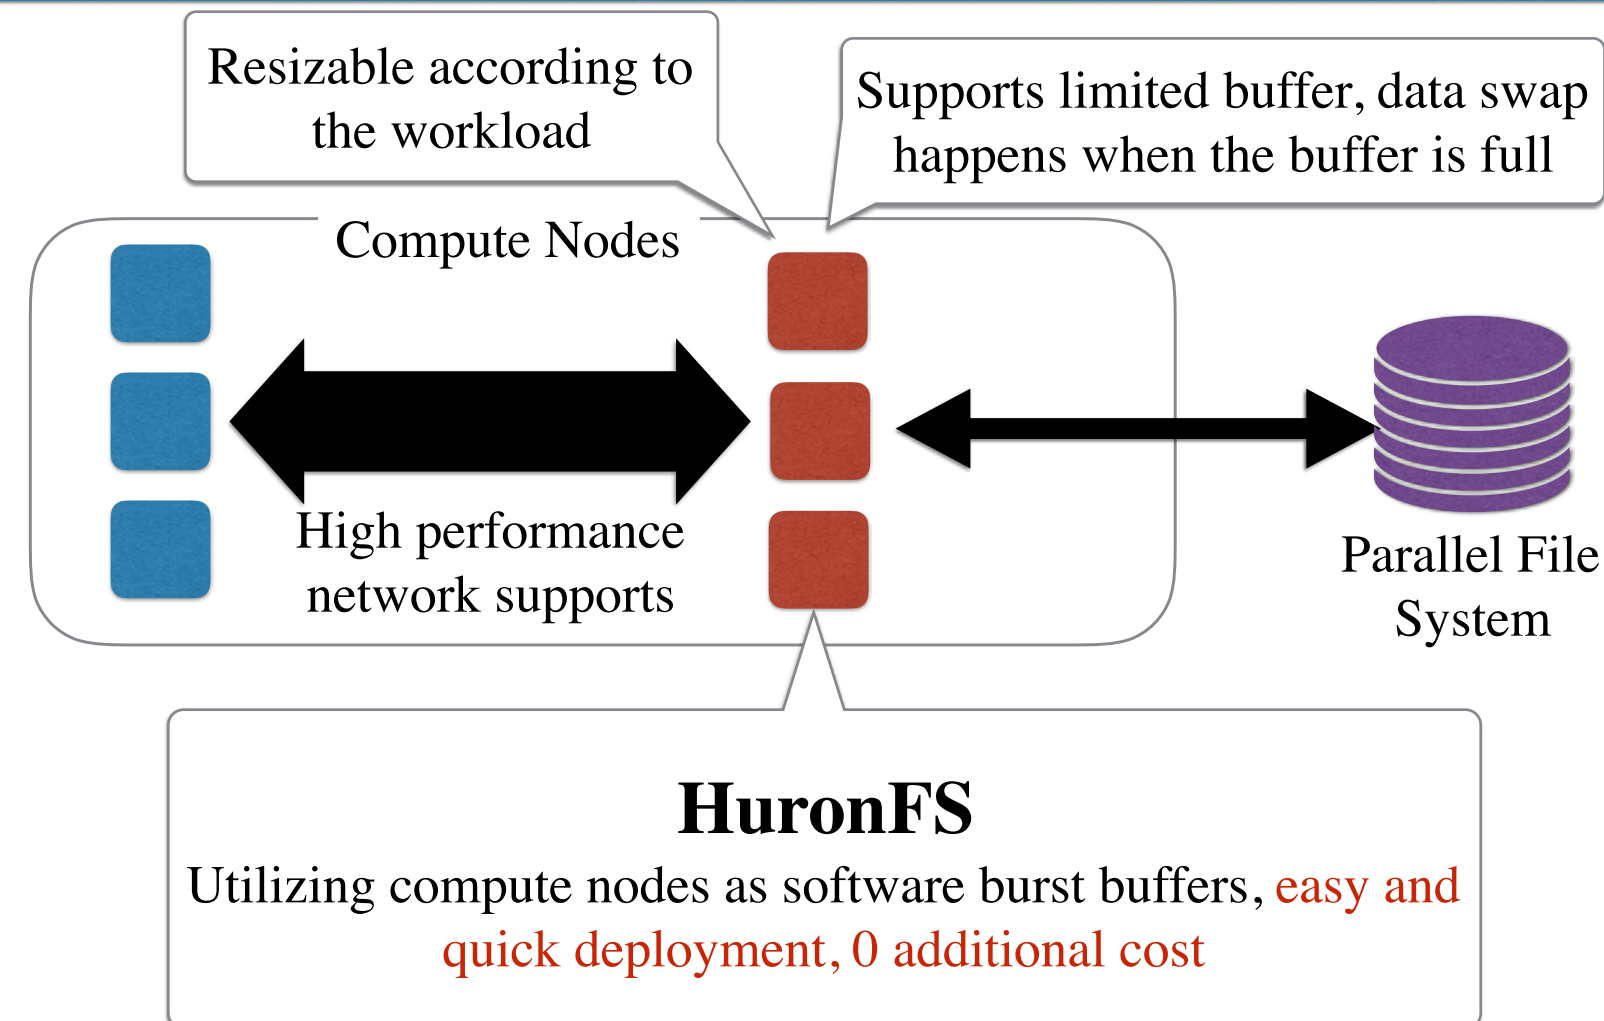 Resizable according to
the workload
Supports limited buffer, data swap
happens when the buffer is full
Compute Nodes
High performance
network supports
Parallel File
System
HuronFS
Utilizing compute nodes as software burst buffers, easy and
quick deployment, 0 additional cost